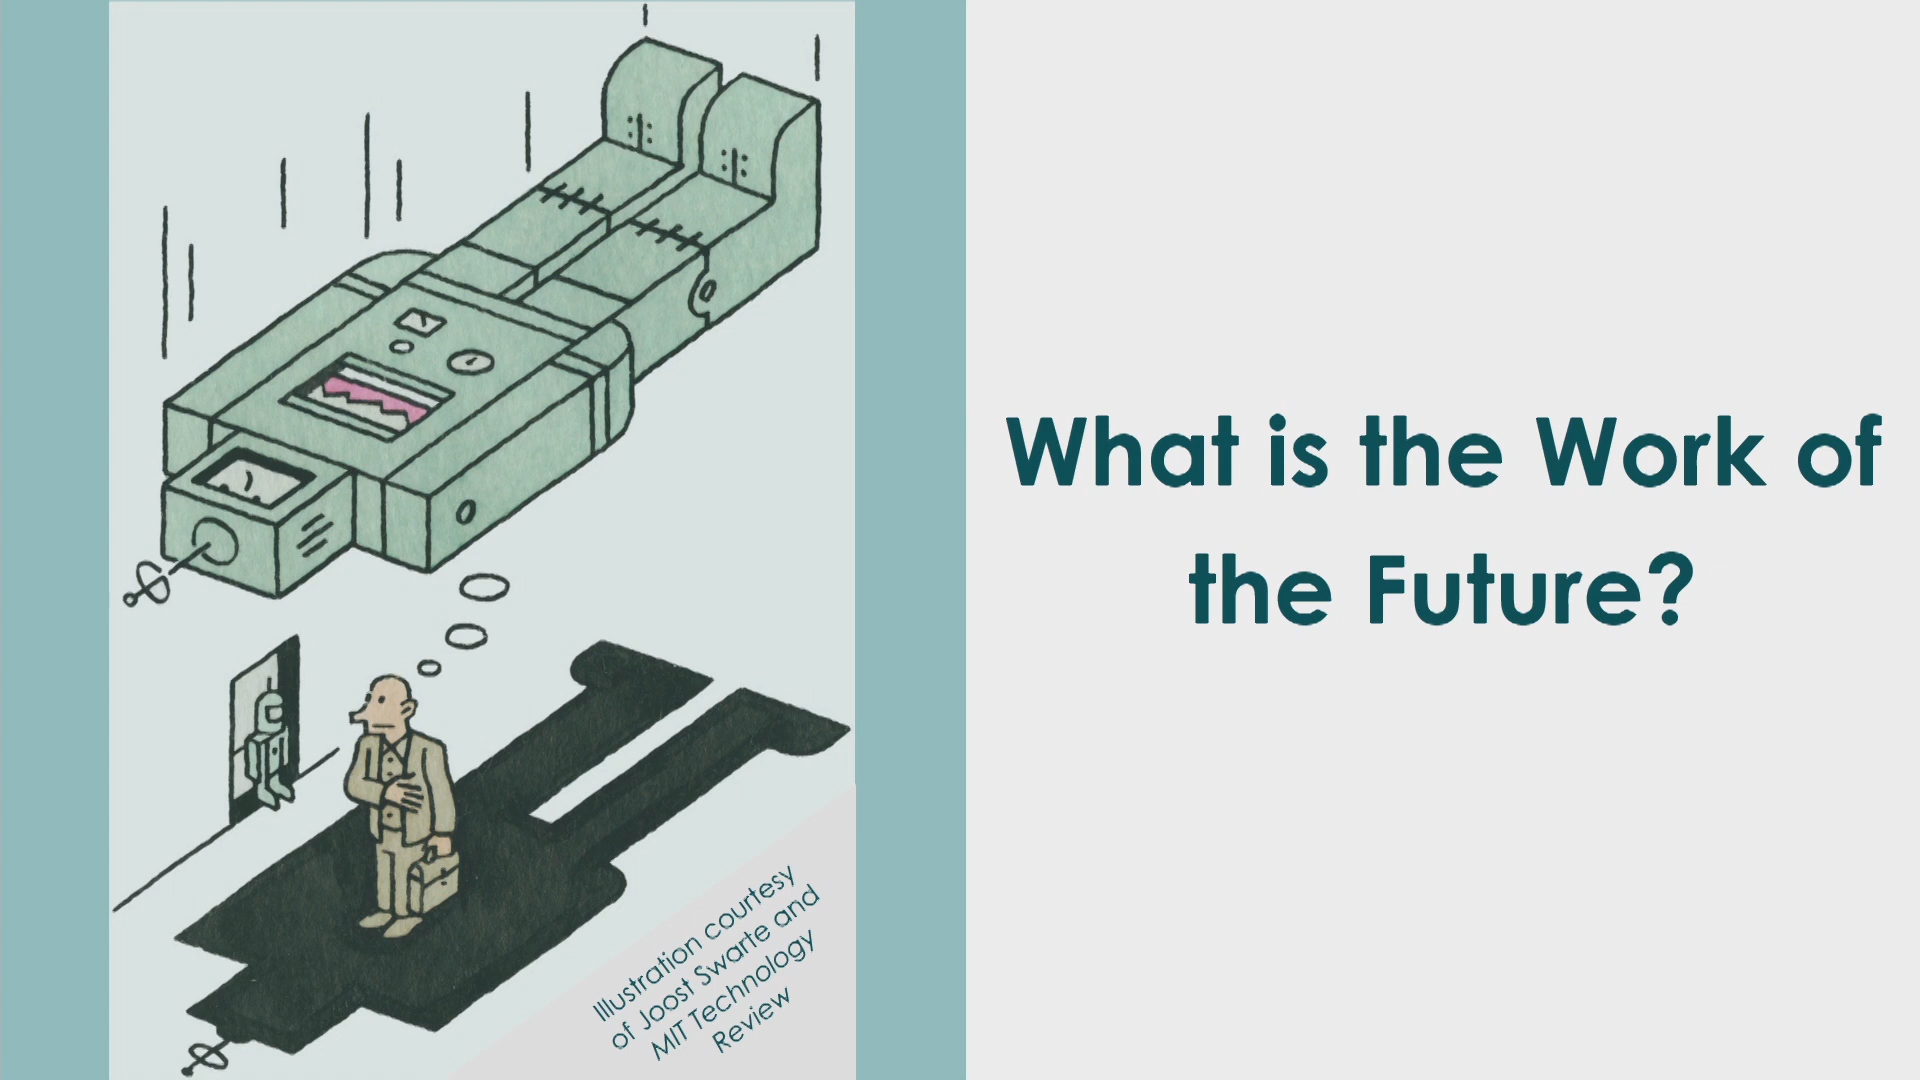 What is the Work of
the Future?
Illustration courtesy
of Joost Swarte and
MIT Technology
Review